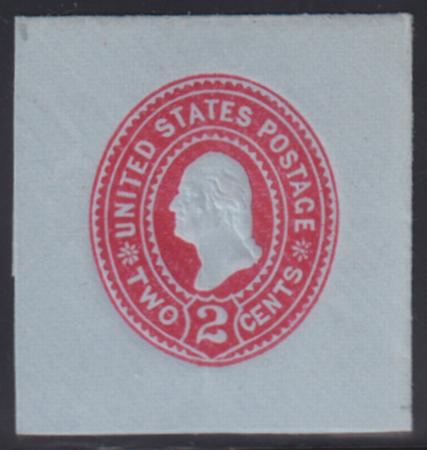 UNITED STATES POSTAGE
TWO 2 CENTS